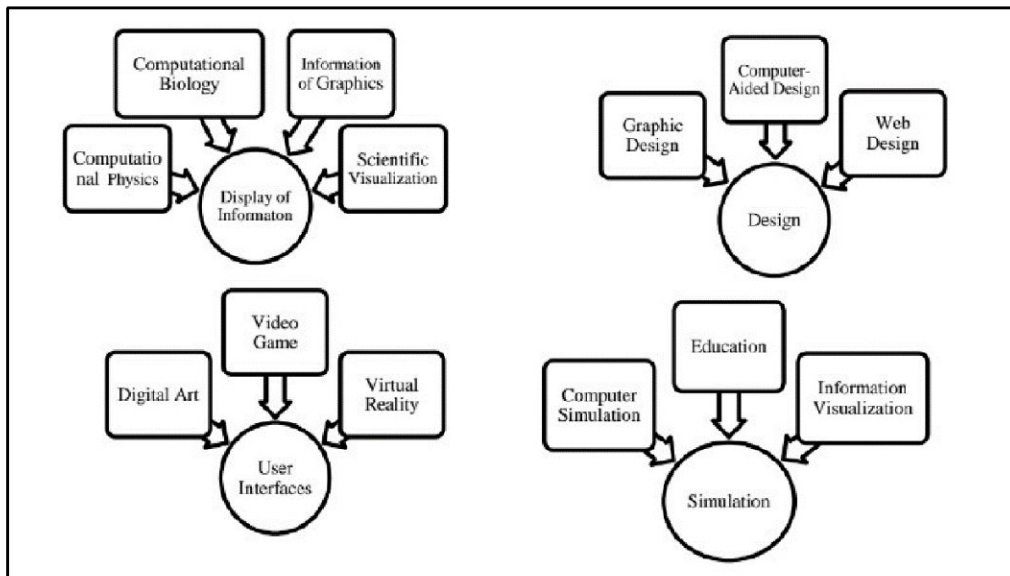 Computational
Biology
Information
of Graphics
Computatio
nal Physics
Scientific
Visualization
Display of
Informaton
Computer-
Aided Design
Graphic
Design
Web
Design
Design
Video
Game
Digital Art
Virtual
Reality
User
Interfaces
Education
Computer
Simulation
Information
Visualization
Simulation